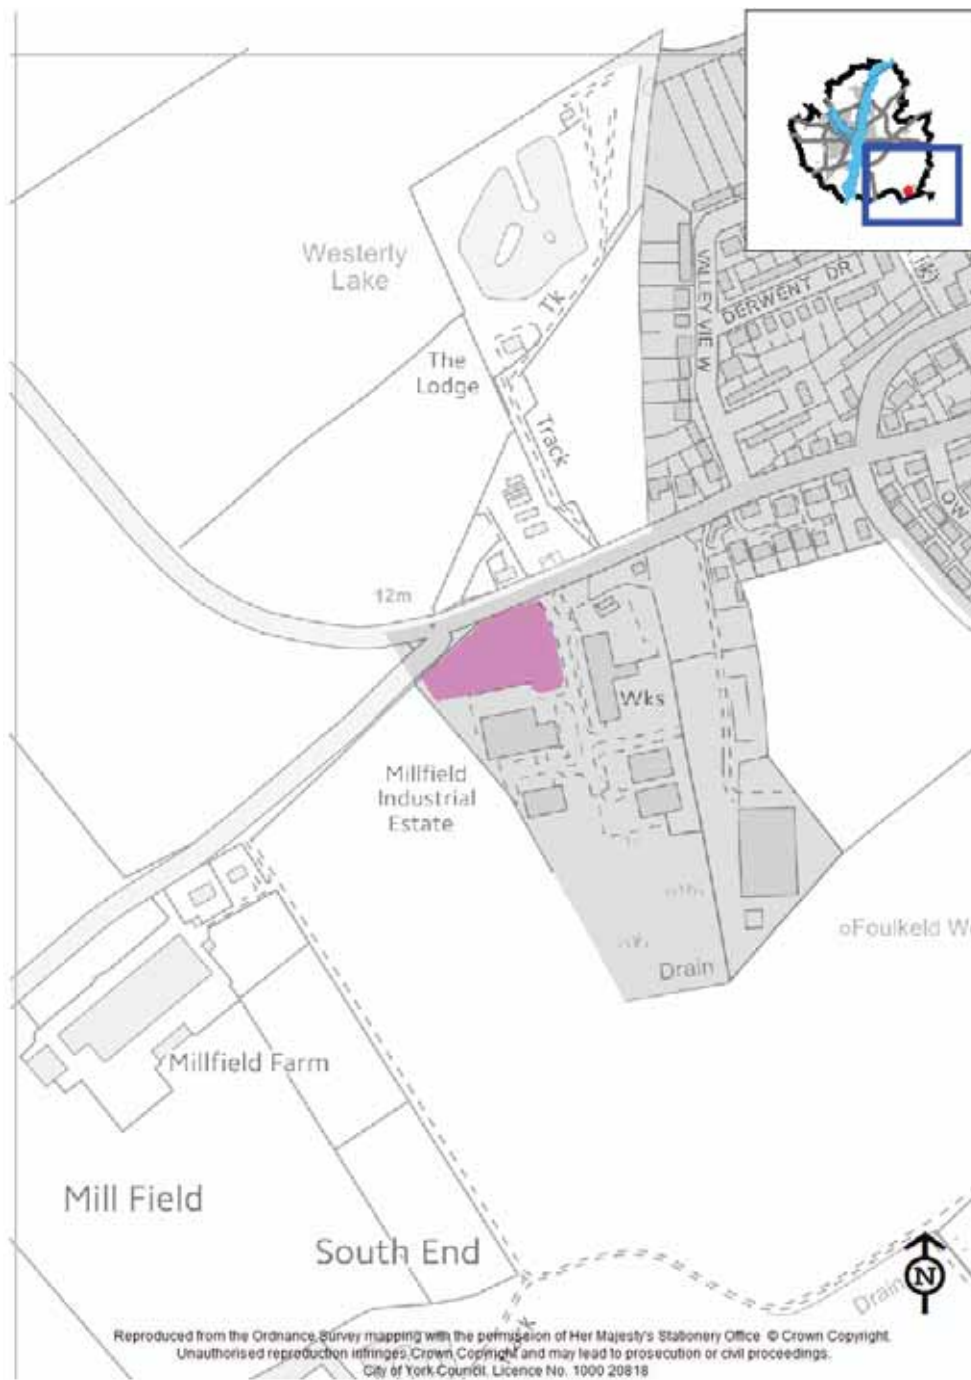 Westerly
Lake
Tk
The
Lodge
Track
VALLEY VIEW
DERWENT DR
OW
12m
Wks
Millfield
Industrial
Estate
oFoulkeld W
Drain
Millfield Farm
Mill Field
South End
Drain
N
Reproduced from the Ordnance Survey mapping with the permission of Her Majesty's Stationery Office © Crown Copyright.
Unauthorised reproduction infringes Crown Copyright and may lead to prosecution or civil proceedings.
City of York Council. Licence No. 1000 20818